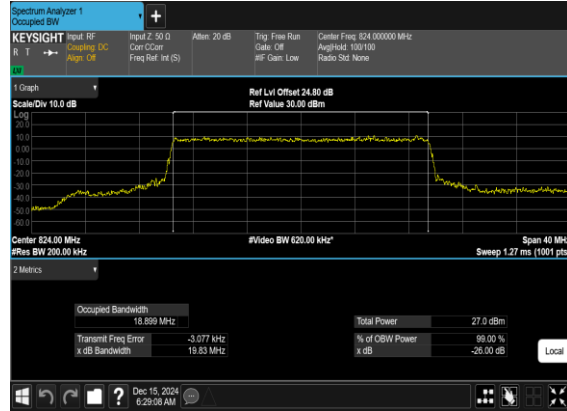 Spectrum Analyzer 1
Occupied BW
+
KEYSIGHT
R T
LW
Input: RF
Coupling: DC
Align: Off
Input Z: 50 Ω
Corr CCorr
Freq Ref: Int (S)
Atten: 20 dB
Trig: Free Run
Gate: Off
#IF Gain: Low
Center Freq: 824.000000 MHz
Avg|Hold: 100/100
Radio Std: None
1 Graph
Scale/Div 10.0 dB
Ref Lvl Offset 24.80 dB
Ref Value 30.00 dBm
Log
20.0
10.0
0.00
-10.0
-20.0
-30.0
-40.0
-50.0
-60.0
Center 824.00 MHz
#Res BW 200.00 kHz
#Video BW 620.00 kHz*
Span 40 MHz
Sweep 1.27 ms (1001 pts)
2 Metrics
Occupied Bandwidth
18.899 MHz
Transmit Freq Error -3.077 kHz
x dB Bandwidth 19.83 MHz
Total Power 27.0 dBm
% of OBW Power 99.00 %
x dB -26.00 dB
Local
?
Dec 15, 2024
6:29:08 AM